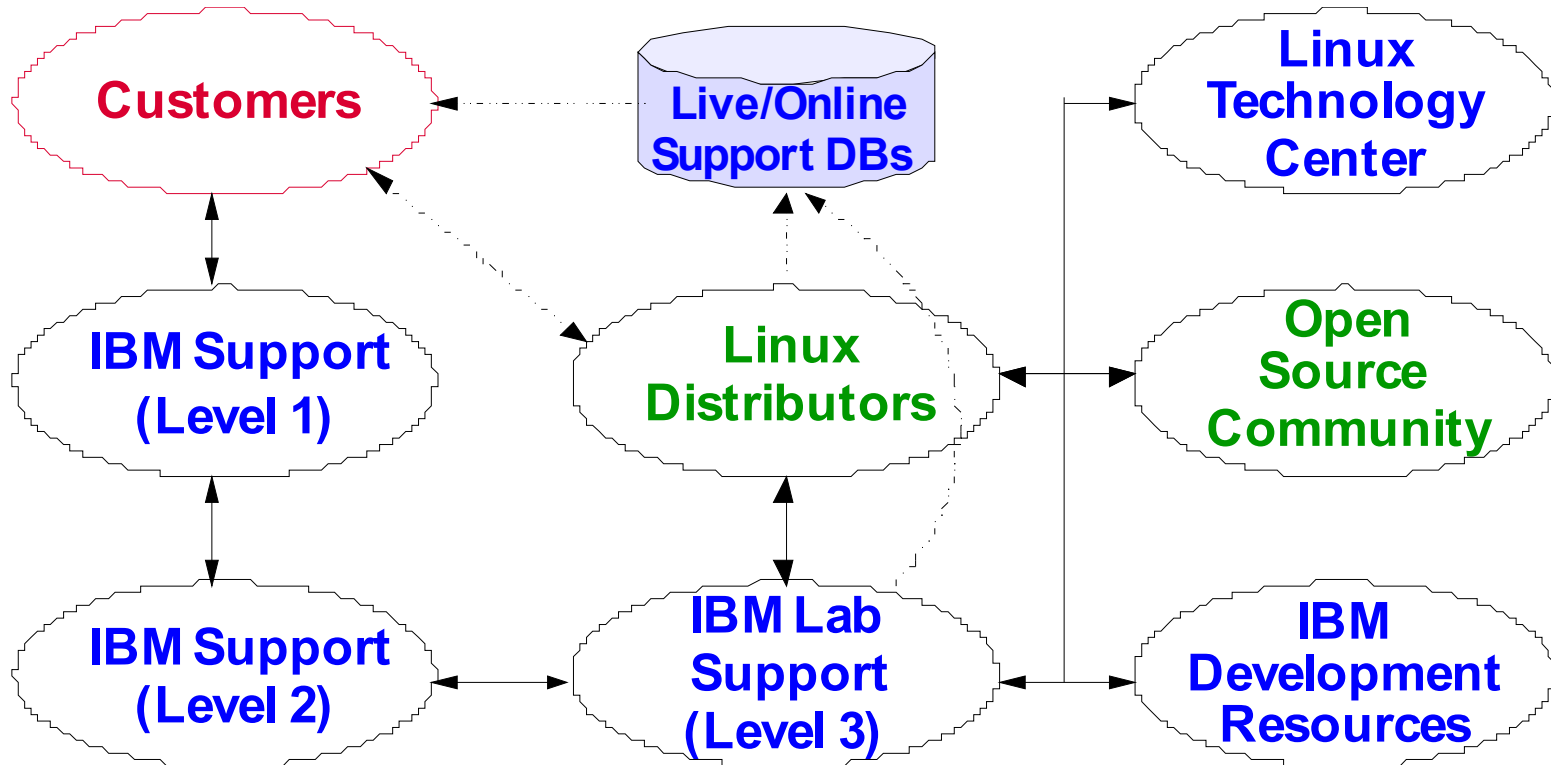 Customers
Live/Online
Support DBs
Linux
Technology
Center
IBM Support
(Level 1)
Linux
Distributors
Open
Source
Community
IBM Support
(Level 2)
IBM Lab
Support
(Level 3)
IBM
Development
Resources